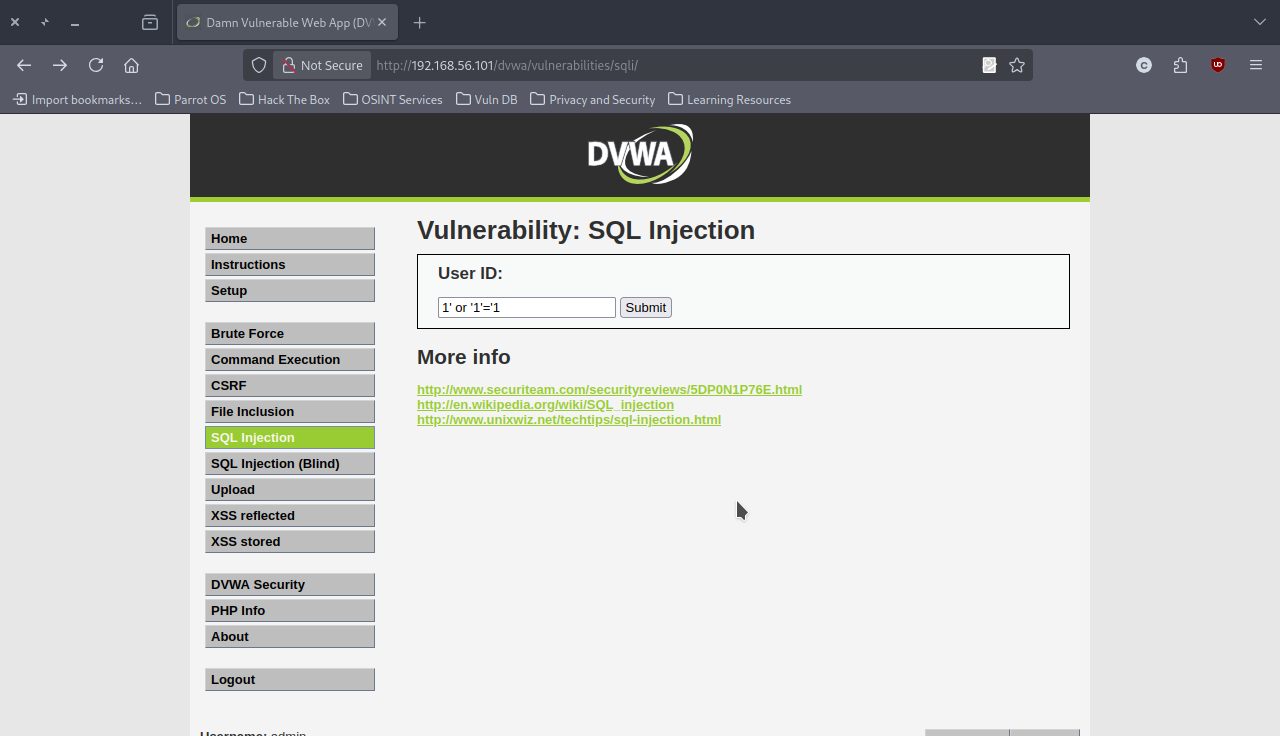 Damn Vulnerable Web App (DV
Not Secure
http://192.168.56.101/dvwa/vulnerabilities/sqli/
C
Import bookmarks…
Parrot OS
Hack The Box
OSINT Services
Vuln DB
Privacy and Security
Learning Resources
DVWA
Home
Instructions
Setup
Brute Force
Command Execution
CSRF
File Inclusion
SQL Injection
SQL Injection (Blind)
Upload
XSS reflected
XSS stored
DVWA Security
PHP Info
About
Logout
Vulnerability: SQL Injection
User ID:
1' or '1'='1
Submit
More info
http://www.securiteam.com/securityreviews/5DP0N1P76E.html
http://en.wikipedia.org/wiki/SQL_injection
http://www.unixwiz.net/techtips/sql-injection.html
Username: admin